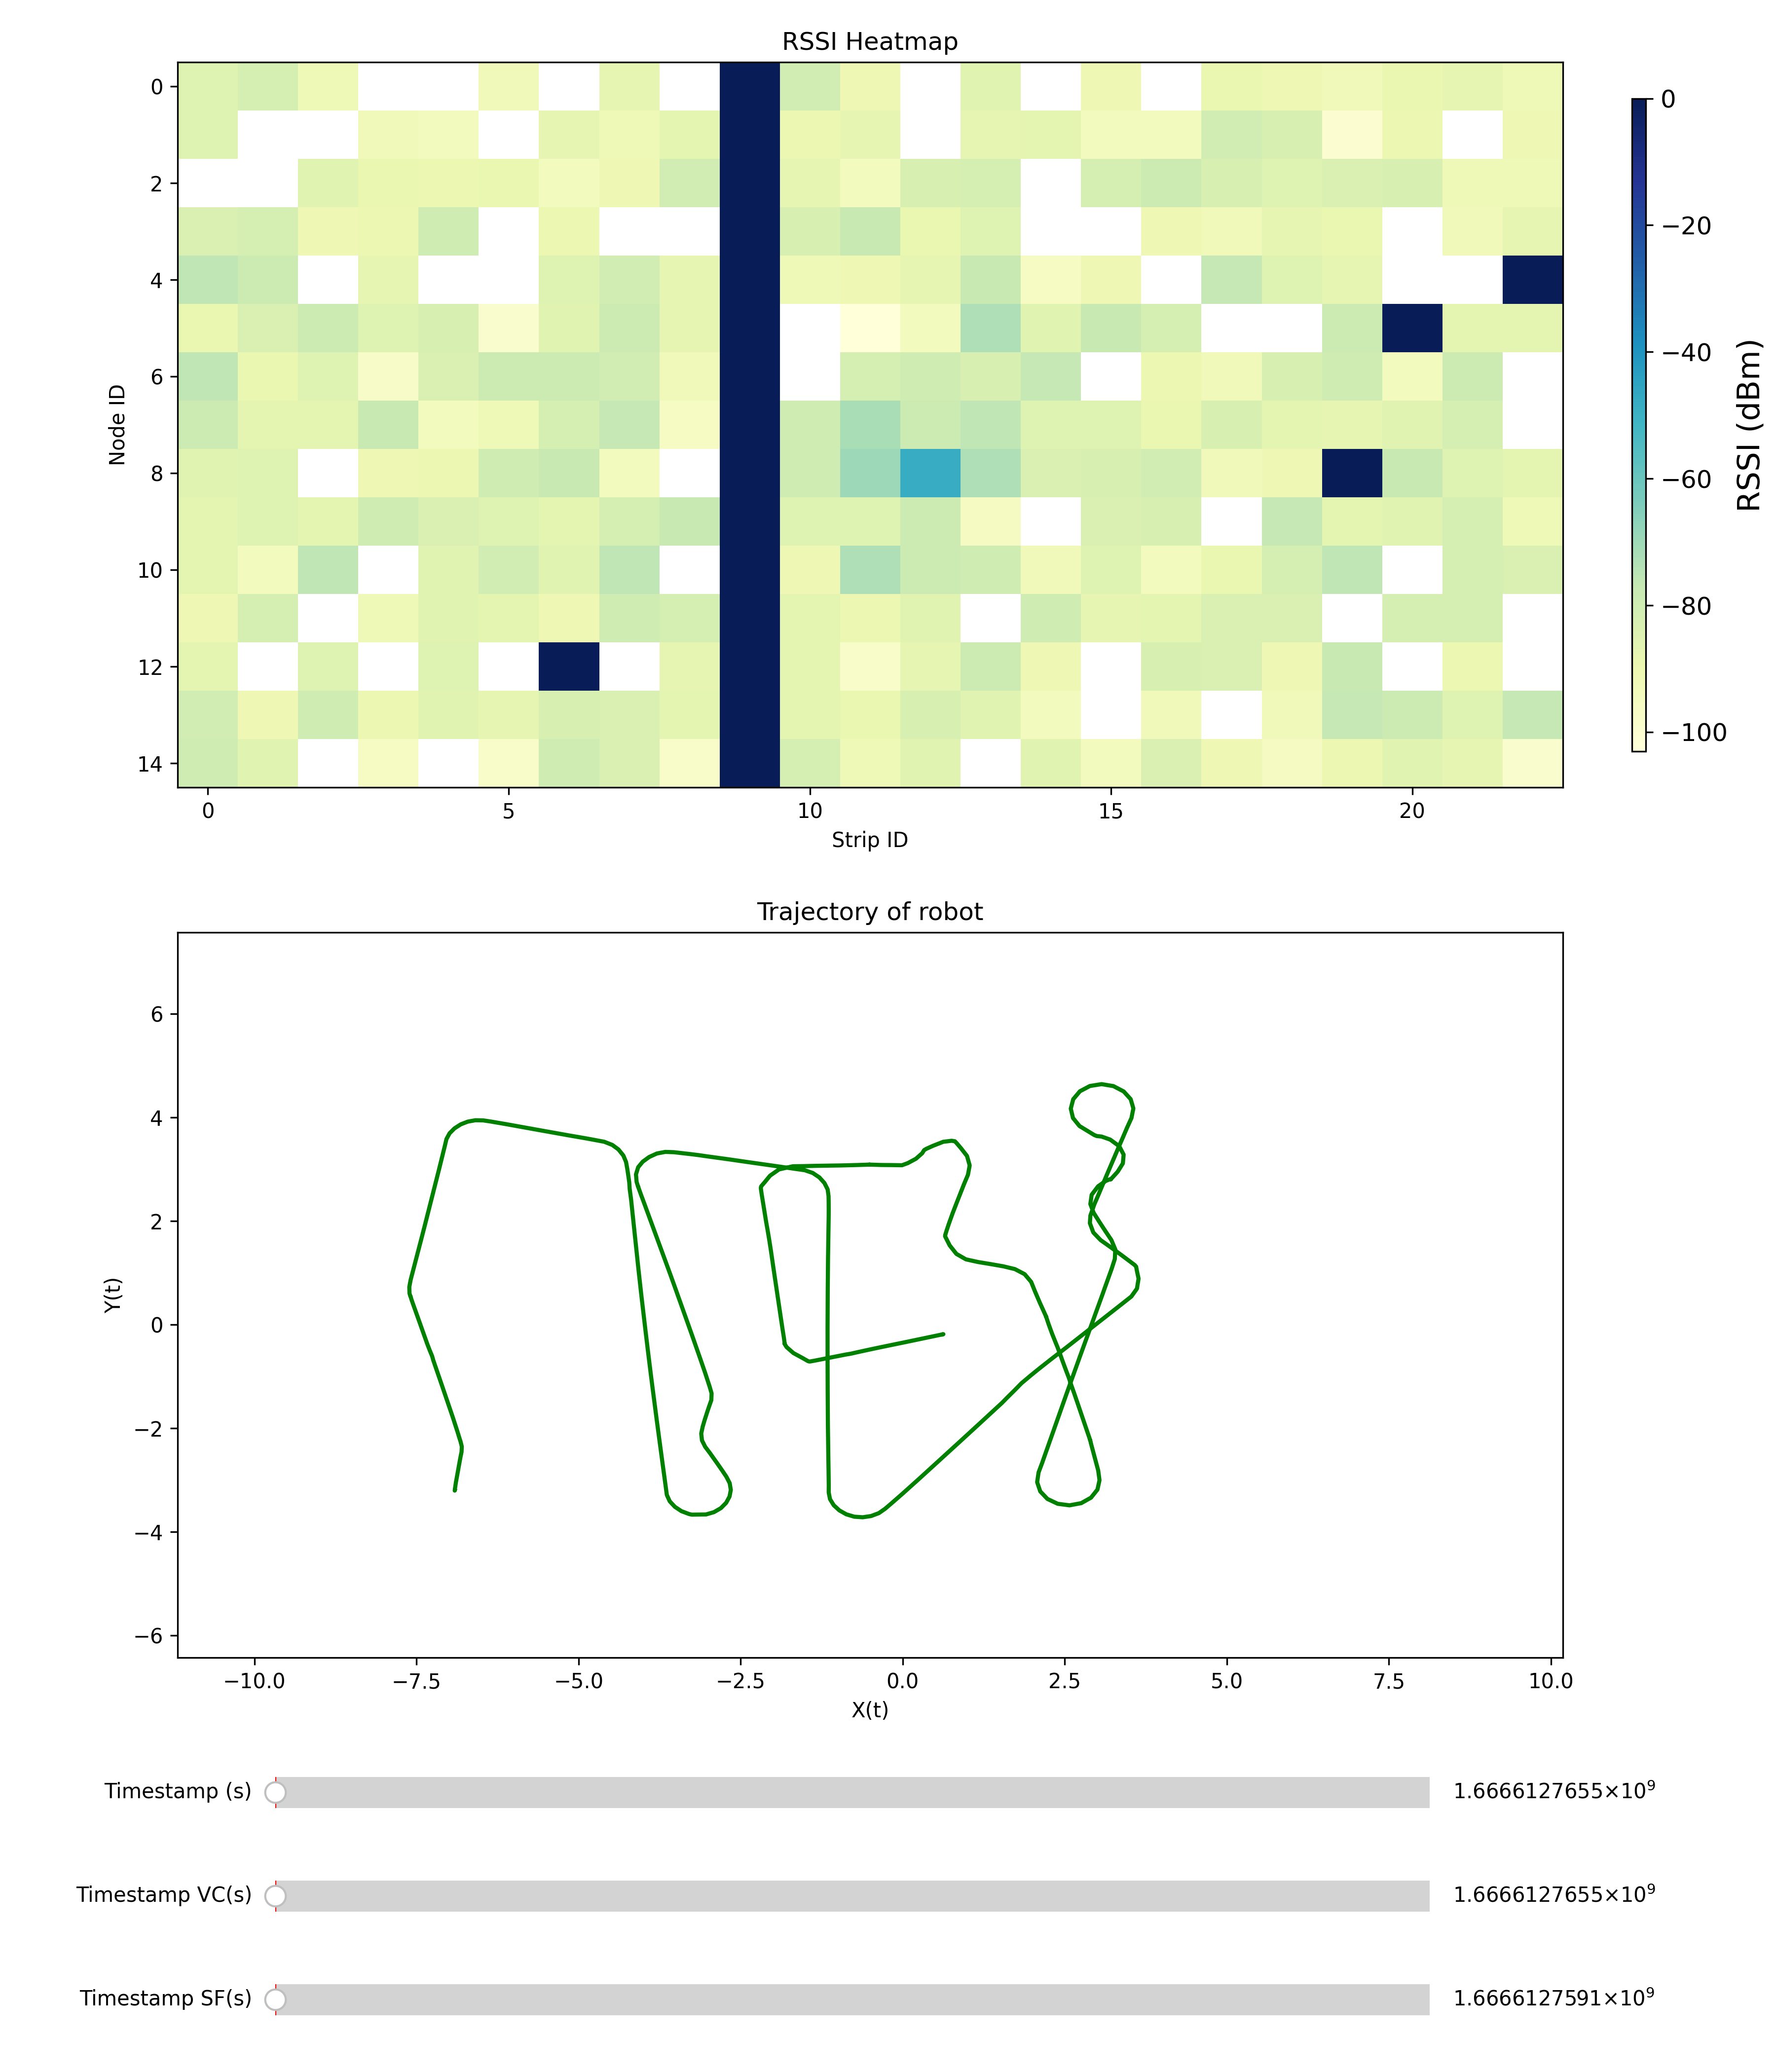 RSSI Heatmap
0
2
4
6
8
10
12
14
Node ID
0 5 10 15 20
Strip ID
0
−20
−40
−60
−80
−100
RSSI (dBm)
Trajectory of robot
6
4
2
0
−2
−4
−6
Y(t)
−10.0 −7.5 −5.0 −2.5 0.0 2.5 5.0 7.5 10.0
X(t)
Timestamp (s) 1.6666127655×10⁹
Timestamp VC(s) 1.6666127655×10⁹
Timestamp SF(s) 1.6666127591×10⁹